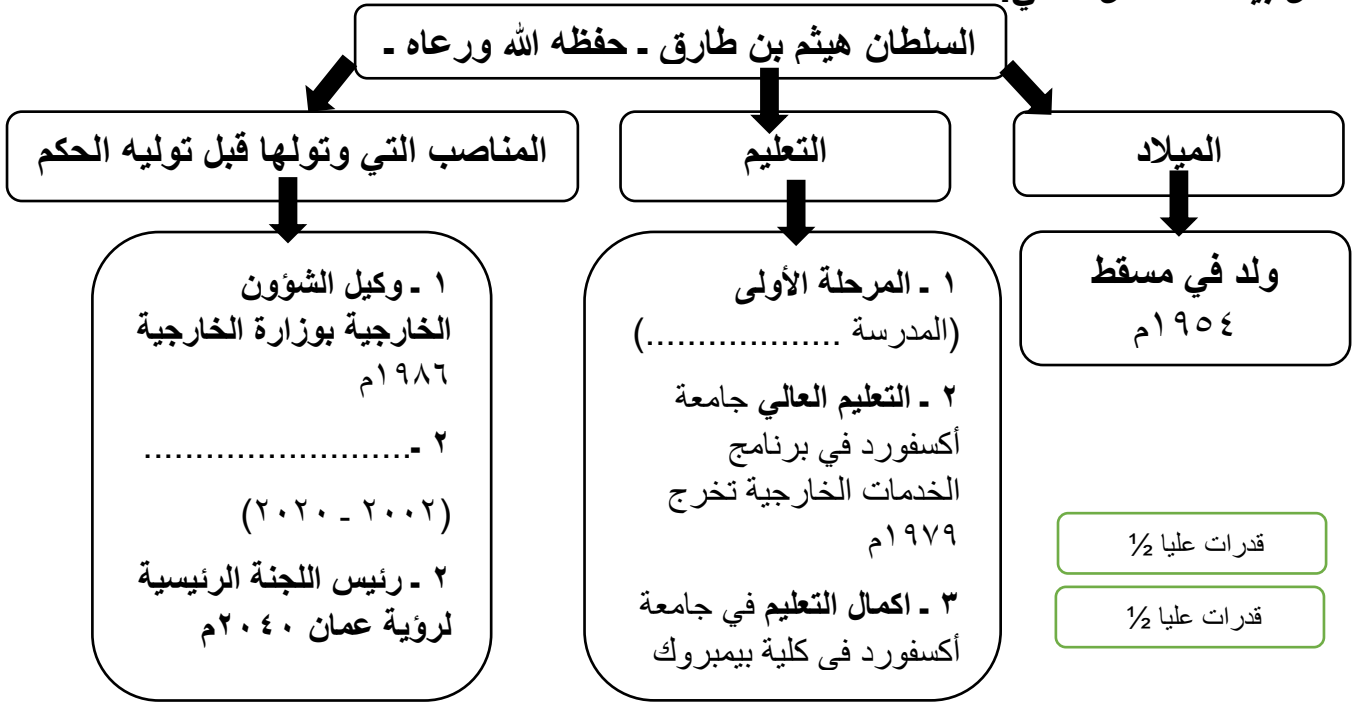 السلطان هيثم بن طارق ـ حفظه الله ورعاه ـ
الميلاد
التعليم
المناصب التي وتولها قبل توليه الحكم
ولد في مسقط
١٩٥٤م
١ ـ المرحلة الأولى
(المدرسة ...................)
٢ ـ التعليم العالي جامعة
أكسفورد في برنامج
الخدمات الخارجية تخرج
١٩٧٩م
٣ ـ اكمال التعليم في جامعة
أكسفورد في كلية بيمبروك
١ ـ وكيل الشؤون
الخارجية بوزارة الخارجية
١٩٨٦م
٢ ـ..........................
(٢٠٠٢ ـ ٢٠٢٠)
٢ ـ رئيس اللجنة الرئيسية
لرؤية عمان ٢٠٤٠م
قدرات عليا ½
قدرات عليا ½